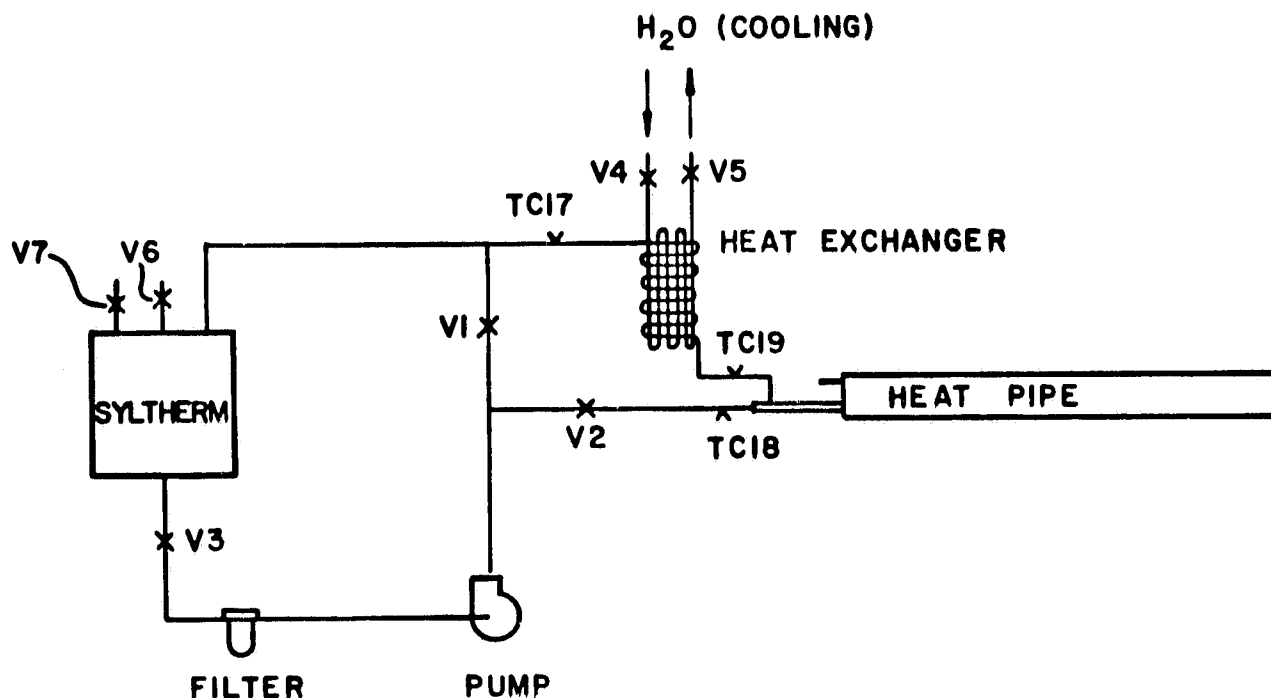 H2O (COOLING)
V4
V5
TC17
HEAT EXCHANGER
V7
V6
V1
TC19
SYLTHERM
HEAT PIPE
V2
TC18
V3
FILTER
PUMP